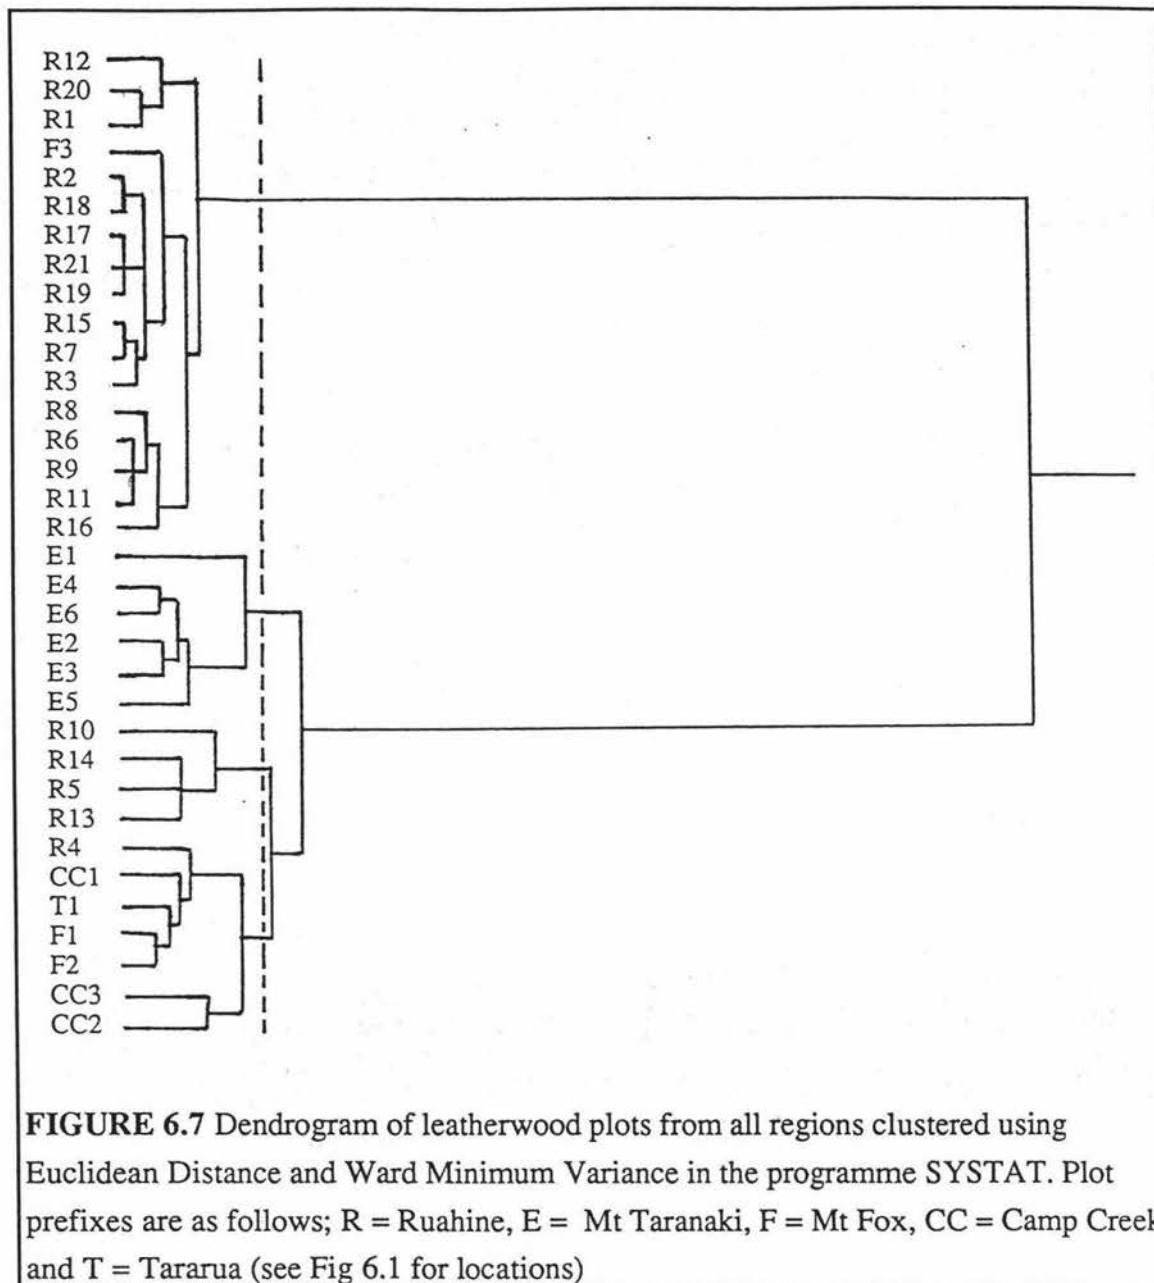 R12
R20
R1
F3
R2
R18
R17
R21
R19
R15
R7
R3
R8
R6
R9
R11
R16
E1
E4
E6
E2
E3
E5
R10
R14
R5
R13
R4
CC1
T1
F1
F2
CC3
CC2
FIGURE 6.7 Dendrogram of leatherwood plots from all regions clustered using
Euclidean Distance and Ward Minimum Variance in the programme SYSTAT. Plot
prefixes are as follows; R = Ruahine, E = Mt Taranaki, F = Mt Fox, CC = Camp Creek
and T = Tararua (see Fig 6.1 for locations)